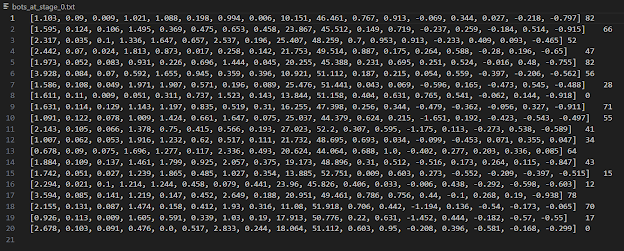 bots_at_stage_0.txt
1 [1.103, 0.09, 0.009, 1.021, 1.088, 0.198, 0.994, 0.006, 10.151, 46.461, 0.767, 0.913, -0.069, 0.344, 0.027, -0.218, -0.797] 82
2 [1.595, 0.124, 0.106, 1.495, 0.369, 0.475, 0.653, 0.458, 23.867, 45.512, 0.149, 0.719, -0.237, 0.259, -0.184, 0.514, -0.915] 66
3 [2.317, 0.035, 0.1, 1.336, 1.647, 0.657, 2.537, 0.196, 25.407, 48.259, 0.7, 0.953, 0.913, -0.233, 0.409, 0.093, -0.465] 52
4 [2.442, 0.07, 0.024, 1.813, 0.873, 0.017, 0.258, 0.142, 21.753, 49.514, 0.887, 0.175, 0.264, 0.588, -0.28, 0.196, -0.65] 47
5 [1.973, 0.052, 0.083, 0.931, 0.226, 0.696, 1.444, 0.045, 20.255, 45.388, 0.231, 0.695, 0.251, 0.524, -0.016, 0.48, -0.755] 82
6 [3.928, 0.084, 0.07, 0.592, 1.655, 0.945, 0.359, 0.396, 10.921, 51.112, 0.187, 0.215, 0.054, 0.559, -0.397, -0.206, -0.562] 56
7 [1.586, 0.108, 0.049, 1.971, 1.907, 0.571, 0.196, 0.089, 25.476, 51.441, 0.043, 0.069, -0.596, 0.165, -0.473, 0.545, -0.488] 28
8 [1.611, 0.11, 0.009, 0.051, 0.311, 0.737, 1.523, 0.143, 13.844, 51.158, 0.404, 0.631, 0.765, 0.541, -0.062, 0.144, -0.918] 0
9 [1.631, 0.114, 0.129, 1.143, 1.197, 0.835, 0.519, 0.31, 16.255, 47.398, 0.256, 0.344, -0.479, -0.362, -0.056, 0.327, -0.911] 71
10 [1.091, 0.122, 0.078, 1.009, 1.424, 0.661, 1.647, 0.075, 25.037, 44.379, 0.624, 0.215, -1.651, 0.192, -0.423, -0.543, -0.497] 55
11 [2.143, 0.105, 0.066, 1.378, 0.75, 0.415, 0.566, 0.193, 27.023, 52.2, 0.307, 0.595, -1.175, 0.113, -0.273, 0.538, -0.589] 41
12 [1.007, 0.062, 0.053, 1.916, 1.232, 0.62, 0.517, 0.111, 21.732, 48.695, 0.693, 0.034, -0.099, -0.453, 0.071, 0.355, 0.047] 34
13 [0.678, 0.09, 0.075, 1.696, 1.277, 0.117, 2.336, 0.493, 20.624, 44.064, 0.588, 1.0, -0.402, 0.277, 0.203, 0.336, 0.085] 64
14 [1.884, 0.109, 0.137, 1.461, 1.799, 0.925, 2.057, 0.375, 19.173, 48.896, 0.31, 0.512, -0.516, 0.173, 0.264, 0.115, -0.847] 43
15 [1.742, 0.051, 0.027, 1.239, 1.865, 0.485, 1.027, 0.354, 13.885, 52.751, 0.009, 0.603, 0.273, -0.552, -0.209, -0.397, -0.515] 15
16 [2.294, 0.021, 0.1, 1.214, 1.244, 0.458, 0.079, 0.441, 23.96, 45.826, 0.406, 0.033, -0.006, 0.438, -0.292, -0.598, -0.603] 12
17 [3.594, 0.085, 0.141, 1.219, 0.147, 0.452, 2.649, 0.188, 20.951, 49.461, 0.786, 0.756, 0.44, -0.1, 0.268, 0.19, -0.938] 78
18 [2.155, 0.131, 0.087, 1.474, 0.158, 0.412, 1.93, 0.316, 11.08, 51.918, 0.706, 0.442, -1.194, 0.136, -0.54, -0.173, -0.065] 70
19 [0.926, 0.113, 0.009, 1.605, 0.591, 0.339, 1.03, 0.19, 17.913, 50.776, 0.22, 0.631, -1.452, 0.444, -0.182, -0.57, -0.55] 17
20 [2.678, 0.103, 0.091, 0.476, 0.0, 0.517, 2.833, 0.244, 18.064, 51.112, 0.603, 0.95, -0.208, 0.396, -0.581, -0.168, -0.299] 0
21